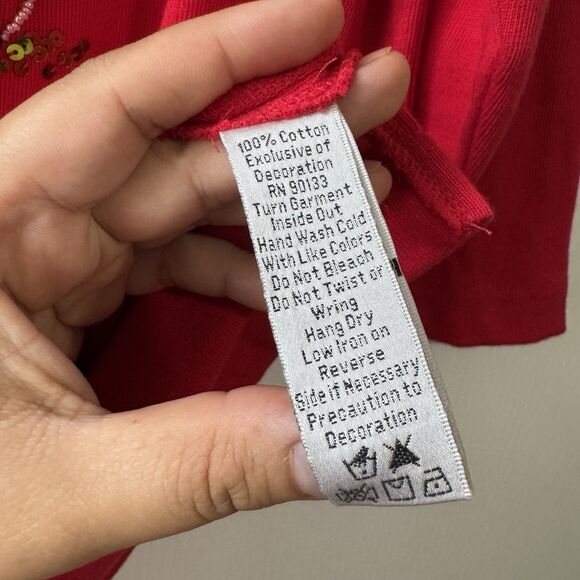 100% Cotton
Exclusive of
Decoration
RN 90133
Turn Garment
Inside Out
Hand Wash Cold
With Like Colors
Do Not Bleach
Do Not Twist or
Wring
Hang Dry
Low Iron on
Reverse
Side if Necessary
Precaution to
Decoration